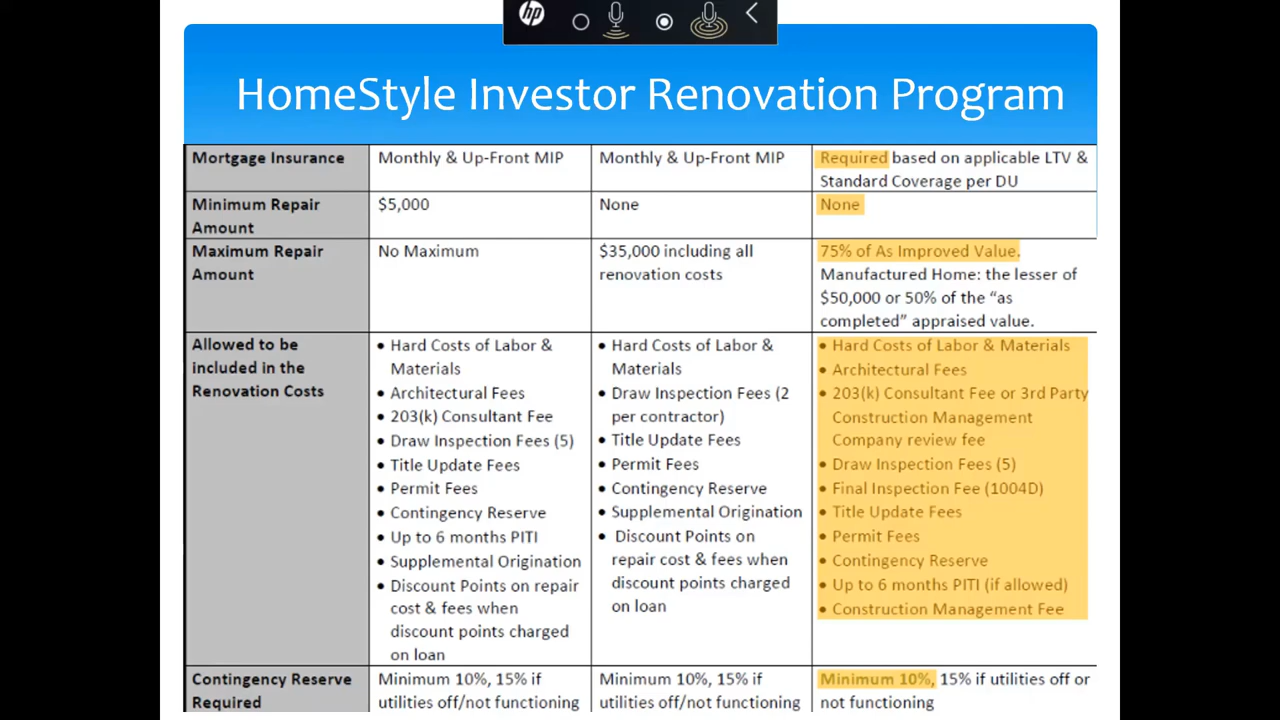 hp
HomeStyle Investor Renovation Program
Mortgage Insurance
Monthly & Up-Front MIP
Monthly & Up-Front MIP
Required based on applicable LTV &
Standard Coverage per DU
Minimum Repair
Amount
$5,000
None
None
Maximum Repair
Amount
No Maximum
$35,000 including all
renovation costs
75% of As Improved Value.
Manufactured Home: the lesser of
$50,000 or 50% of the “as
completed” appraised value.
Allowed to be
included in the
Renovation Costs
• Hard Costs of Labor &
Materials
• Architectural Fees
• 203(k) Consultant Fee
• Draw Inspection Fees (5)
• Title Update Fees
• Permit Fees
• Contingency Reserve
• Up to 6 months PITI
• Supplemental Origination
• Discount Points on repair
cost & fees when
discount points charged
on loan
• Hard Costs of Labor &
Materials
• Draw Inspection Fees (2
per contractor)
• Title Update Fees
• Permit Fees
• Contingency Reserve
• Supplemental Origination
• Discount Points on
repair cost & fees when
discount points charged
on loan
• Hard Costs of Labor & Materials
• Architectural Fees
• 203(k) Consultant Fee or 3rd Party
Construction Management
Company review fee
• Draw Inspection Fees (5)
• Final Inspection Fee (1004D)
• Title Update Fees
• Permit Fees
• Contingency Reserve
• Up to 6 months PITI (if allowed)
• Construction Management Fee
Contingency Reserve
Required
Minimum 10%, 15% if
utilities off/not functioning
Minimum 10%, 15% if
utilities off/not functioning
Minimum 10%, 15% if utilities off or
not functioning